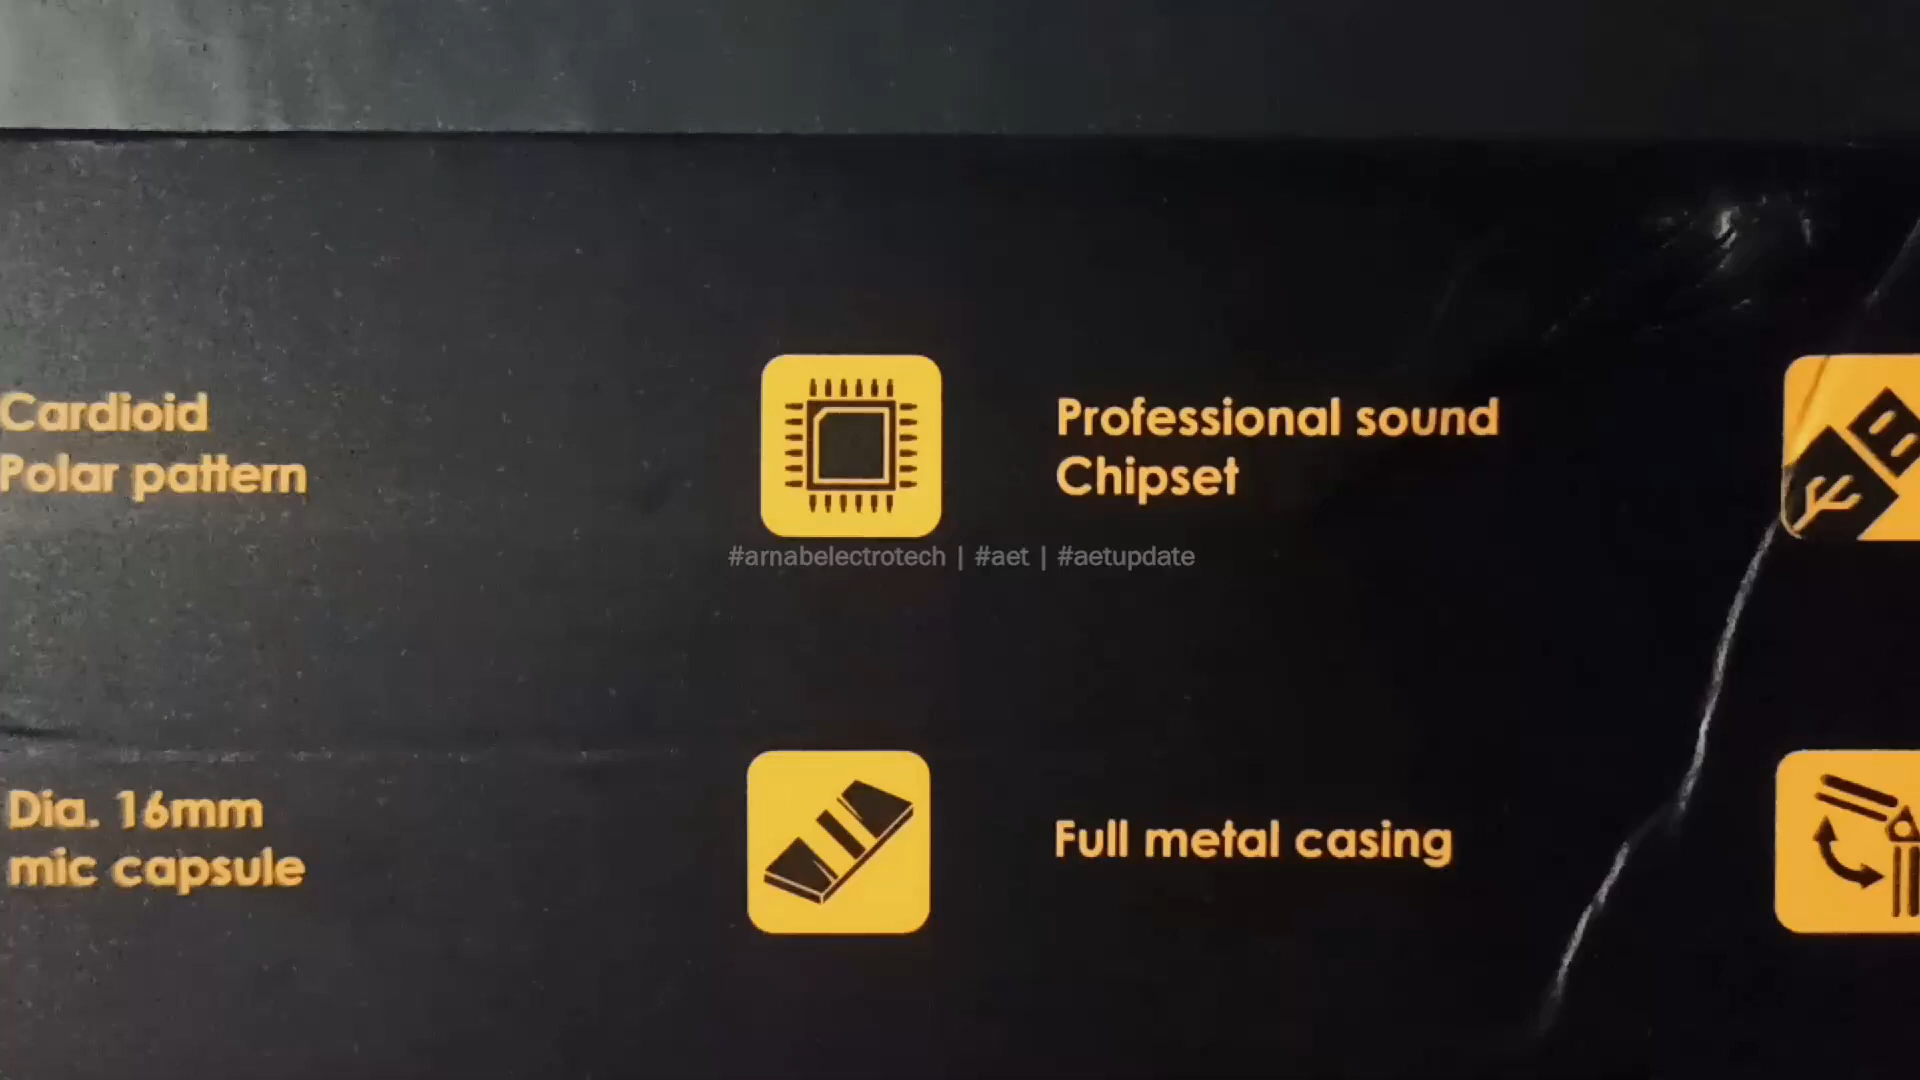 Cardioid
Polar pattern
Professional sound
Chipset
#arnabelectrotech | #aet | #aetupdate
Dia. 16mm
mic capsule
Full metal casing